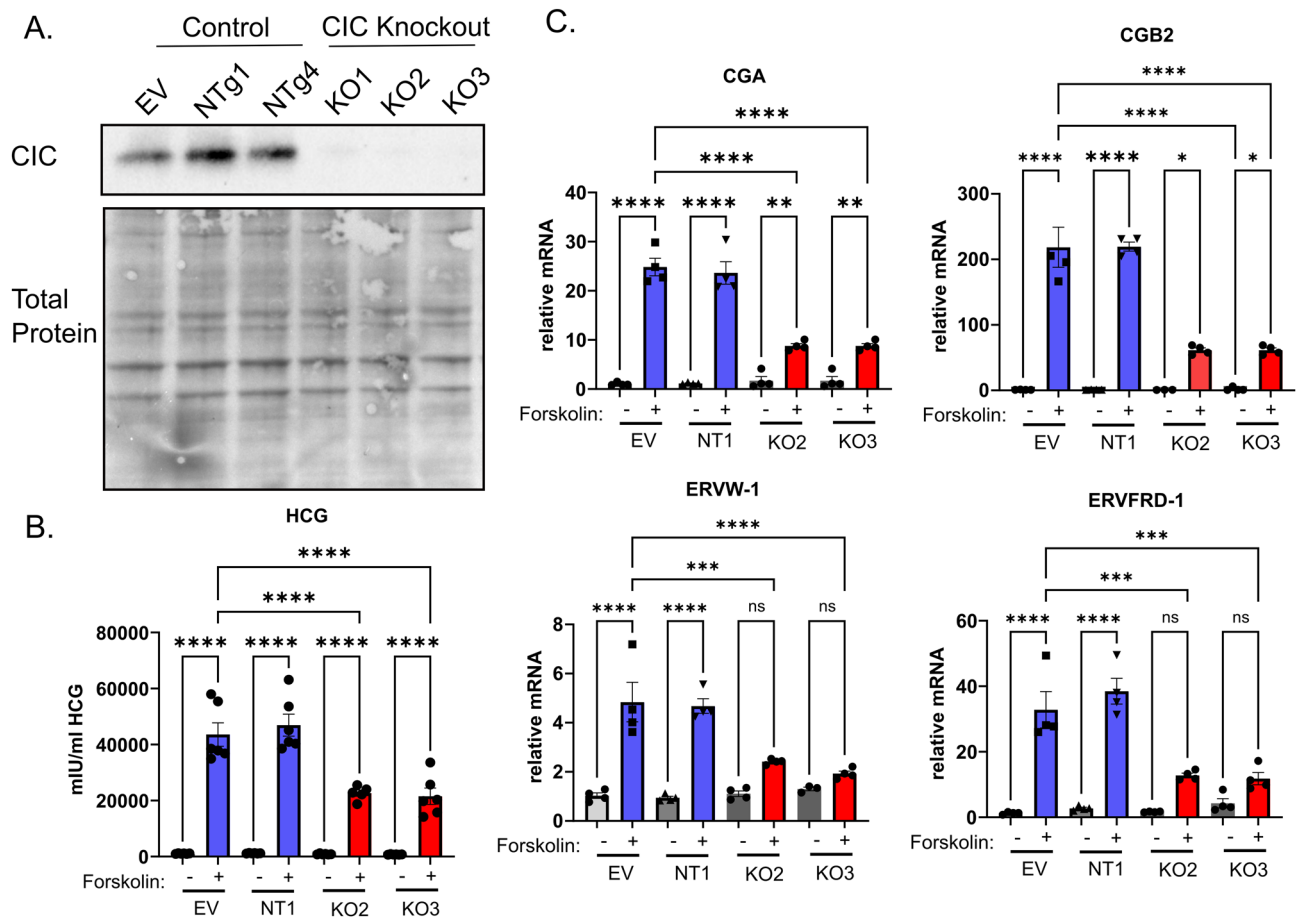 A.
Control
CIC Knockout
EV
NTg1
NTg4
KO1
KO2
KO3
CIC
Total
Protein
B.
HCG
****
****
**** **** **** ****
mIU/ml HCG
80000
60000
40000
20000
0
Forskolin: - + - + - + - +
EV NT1 KO2 KO3
C.
CGA
****
****
**** **** ** **
relative mRNA
40
30
20
10
0
Forskolin: - + - + - + - +
EV NT1 KO2 KO3
CGB2
****
****
**** **** * *
relative mRNA
300
200
100
0
Forskolin: - + - + - + - +
EV NT1 KO2 KO3
ERVW-1
****
***
**** **** ns ns
relative mRNA
8
6
4
2
0
Forskolin: - + - + - + - +
EV NT1 KO2 KO3
ERVFRD-1
***
***
**** **** ns ns
relative mRNA
60
40
20
0
Forskolin: - + - + - + - +
EV NT1 KO2 KO3